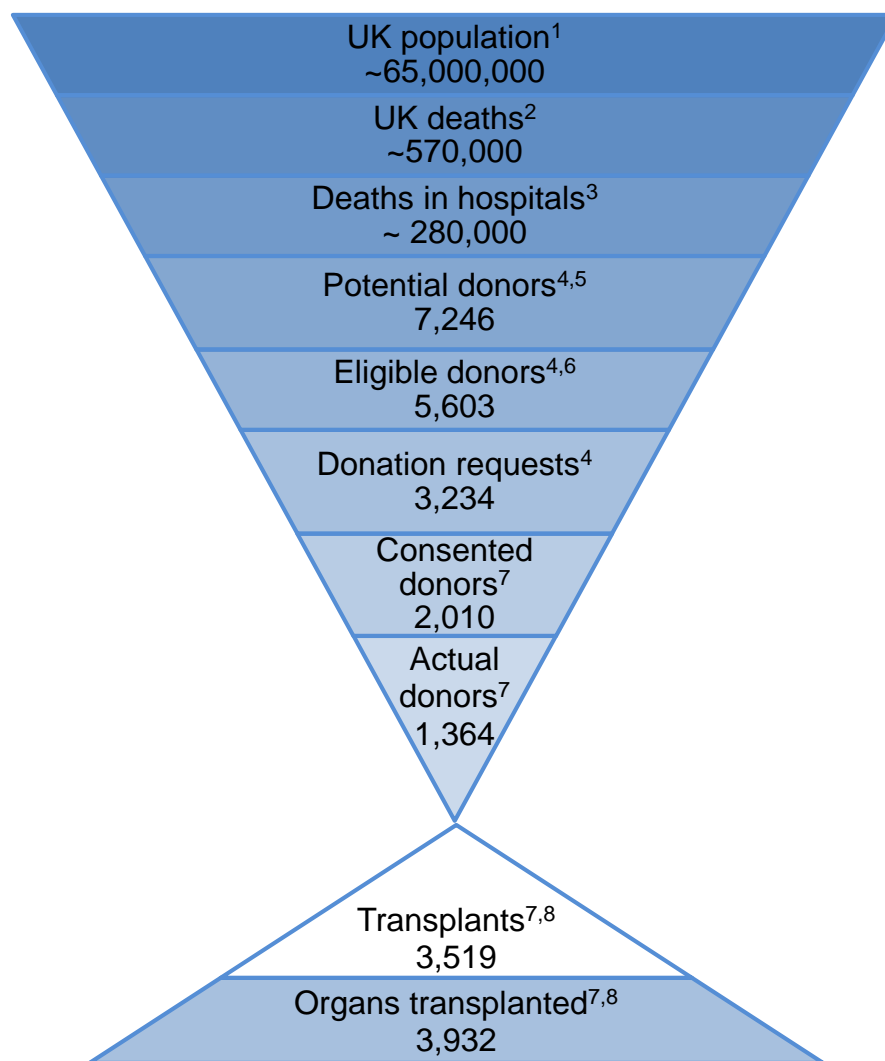 UK population¹
~65,000,000
UK deaths²
~570,000
Deaths in hospitals³
~ 280,000
Potential donors⁴,⁵
7,246
Eligible donors⁴,⁶
5,603
Donation requests⁴
3,234
Consented
donors⁷
2,010
Actual
donors⁷
1,364
Transplants⁷,⁸
3,519
Organs transplanted⁷,⁸
3,932